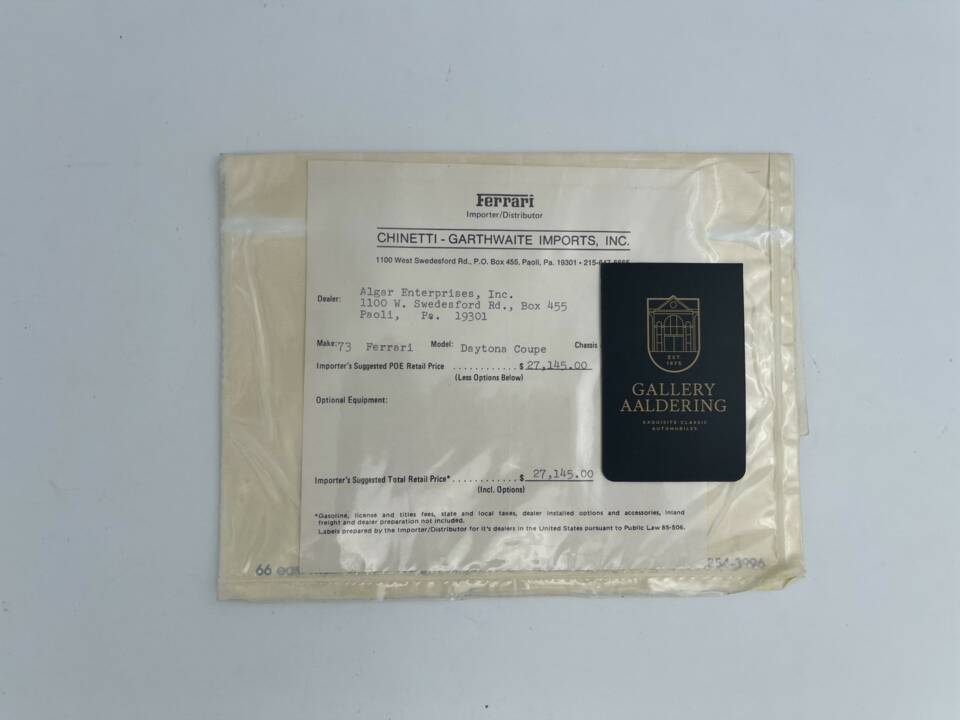 Ferrari
Importer/Distributor
CHINETTI - GARTHWAITE IMPORTS, INC.
1100 West Swedesford Rd., P.O. Box 455, Paoli, Pa. 19301 • 215-647-6665
Dealer: Algar Enterprises, Inc.
1100 W. Swedesford Rd., Box 455
Paoli, Pa. 19301
Make: 73 Ferrari Model: Daytona Coupe Chassis
Importer's Suggested POE Retail Price ............ $ 27,145.00
(Less Options Below)
Optional Equipment:
Importer's Suggested Total Retail Price* ............ $ 27,145.00
(Incl. Options)
*Gasoline, license and titles fees, state and local taxes, dealer installed options and accessories, inland
freight and dealer preparation not included.
Labels prepared by the Importer/Distributor for it's dealers in the United States pursuant to Public Law 85-506.
66 254-3996
EST.
1975
GALLERY
AALDERING
EXQUISITE CLASSIC
AUTOMOBILES